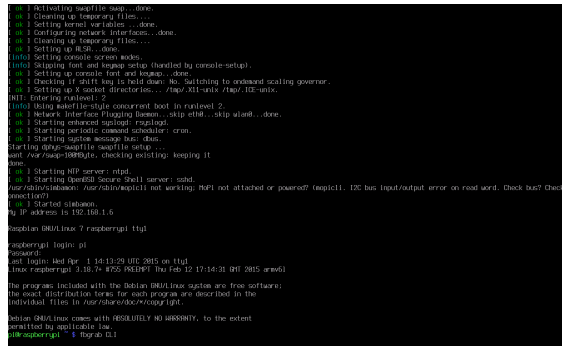 [ ok ] Activating swapfile swap...done.
[ ok ] Cleaning up temporary files....
[ ok ] Setting kernel variables ...done.
[ ok ] Configuring network interfaces...done.
[ ok ] Cleaning up temporary files....
[ ok ] Setting up ALSA...done.
[info] Setting console screen modes.
[info] Skipping font and keymap setup (handled by console-setup).
[ ok ] Setting up console font and keymap...done.
[ ok ] Checking if shift key is held down: No. Switching to ondemand scaling governor.
[ ok ] Setting up X socket directories... /tmp/.X11-unix /tmp/.ICE-unix.
INIT: Entering runlevel: 2
[info] Using makefile-style concurrent boot in runlevel 2.
[ ok ] Network Interface Plugging Daemon...skip eth0...skip wlan0...done.
[ ok ] Starting enhanced syslogd: rsyslogd.
[ ok ] Starting periodic command scheduler: cron.
[ ok ] Starting system message bus: dbus.
Starting dphys-swapfile swapfile setup ...
want /var/swap=100MByte, checking existing: keeping it
done.
[ ok ] Starting NTP server: ntpd.
[ ok ] Starting OpenBSD Secure Shell server: sshd.
/usr/sbin/simbamon: /usr/sbin/mopicli not working: MoPi not attached or powered? (mopicli. I2C bus input/output error on read word. Check bus? Check
onnection?)
[ ok ] Started simbamon.
My IP address is 192.168.1.6
Raspbian GNU/Linux 7 raspberrypi tty1
raspberrypi login: pi
Password:
Last login: Wed Apr  1 14:13:29 UTC 2015 on tty1
Linux raspberrypi 3.18.7+ #755 PREEMPT Thu Feb 12 17:14:31 GMT 2015 armv6l
The programs included with the Debian GNU/Linux system are free software;
the exact distribution terms for each program are described in the
individual files in /usr/share/doc/*/copyright.
Debian GNU/Linux comes with ABSOLUTELY NO WARRANTY, to the extent
permitted by applicable law.
pi@raspberrypi ~ $ fbgrab CLI